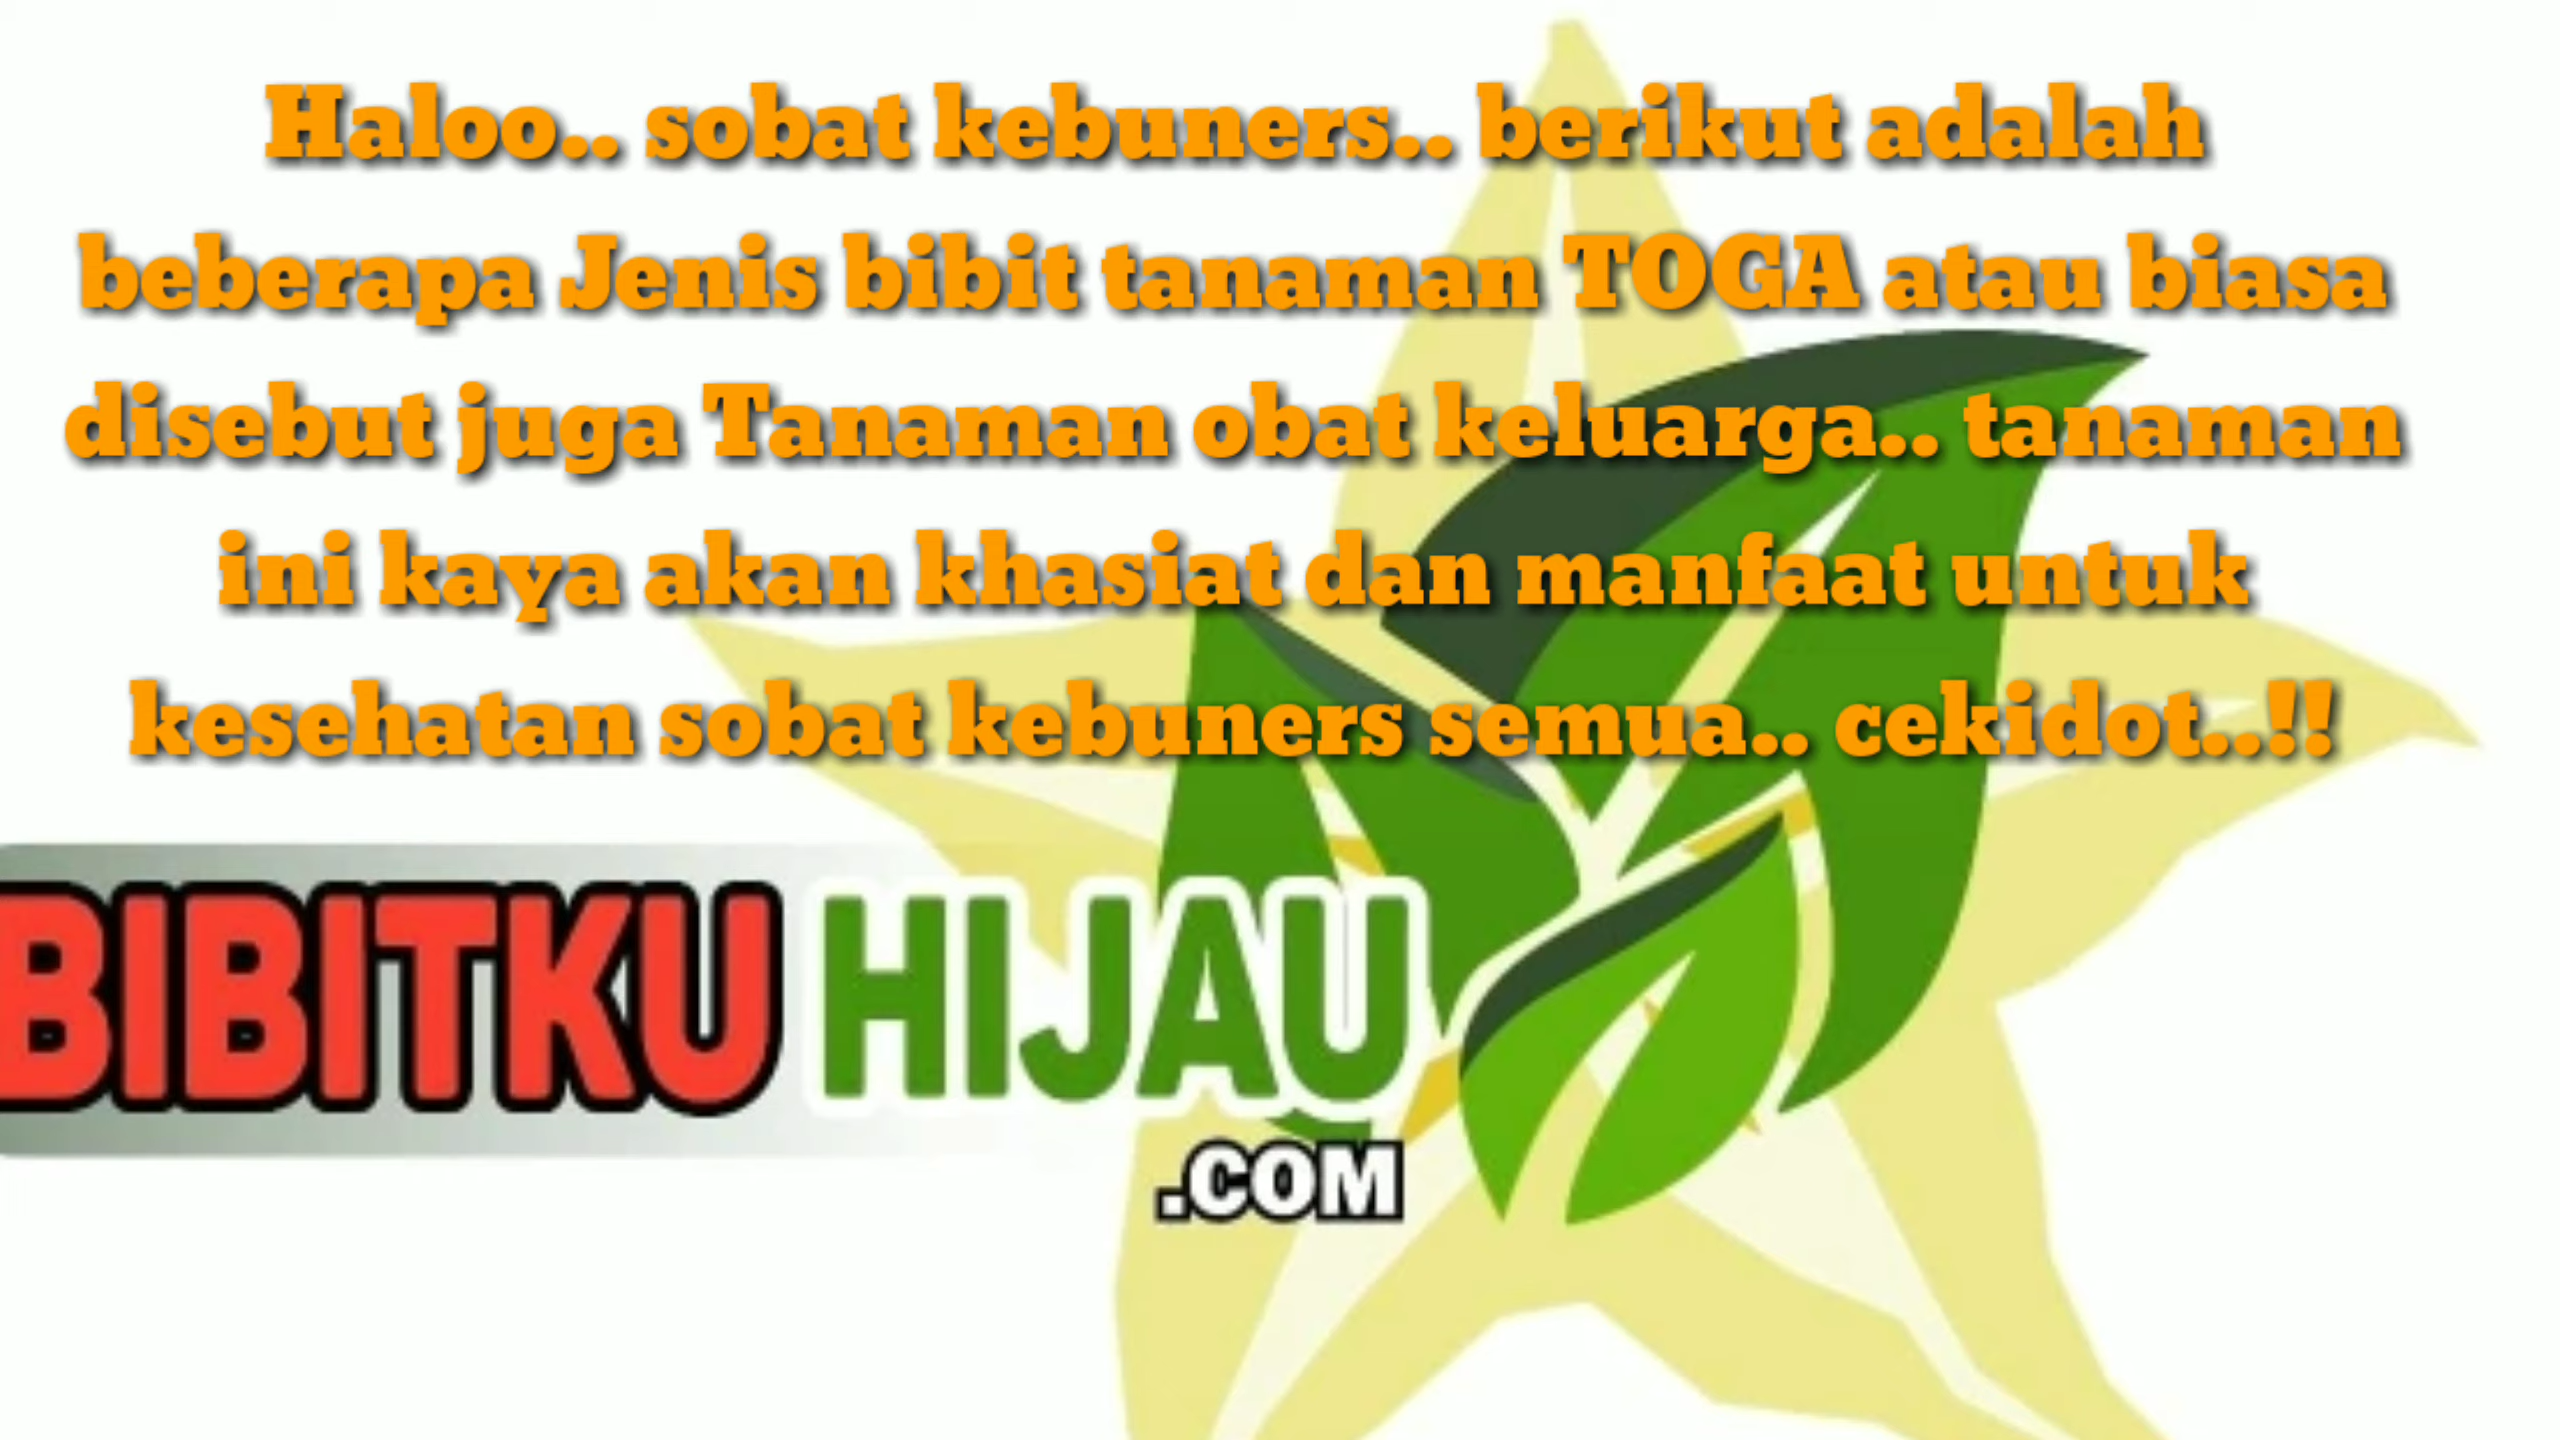 Haloo.. sobat kebuners.. berikut adalah
beberapa Jenis bibit tanaman TOGA atau biasa
disebut juga Tanaman obat keluarga.. tanaman
ini kaya akan khasiat dan manfaat untuk
kesehatan sobat kebuners semua.. cekidot..!!
BIBITKU HIJAU
.COM